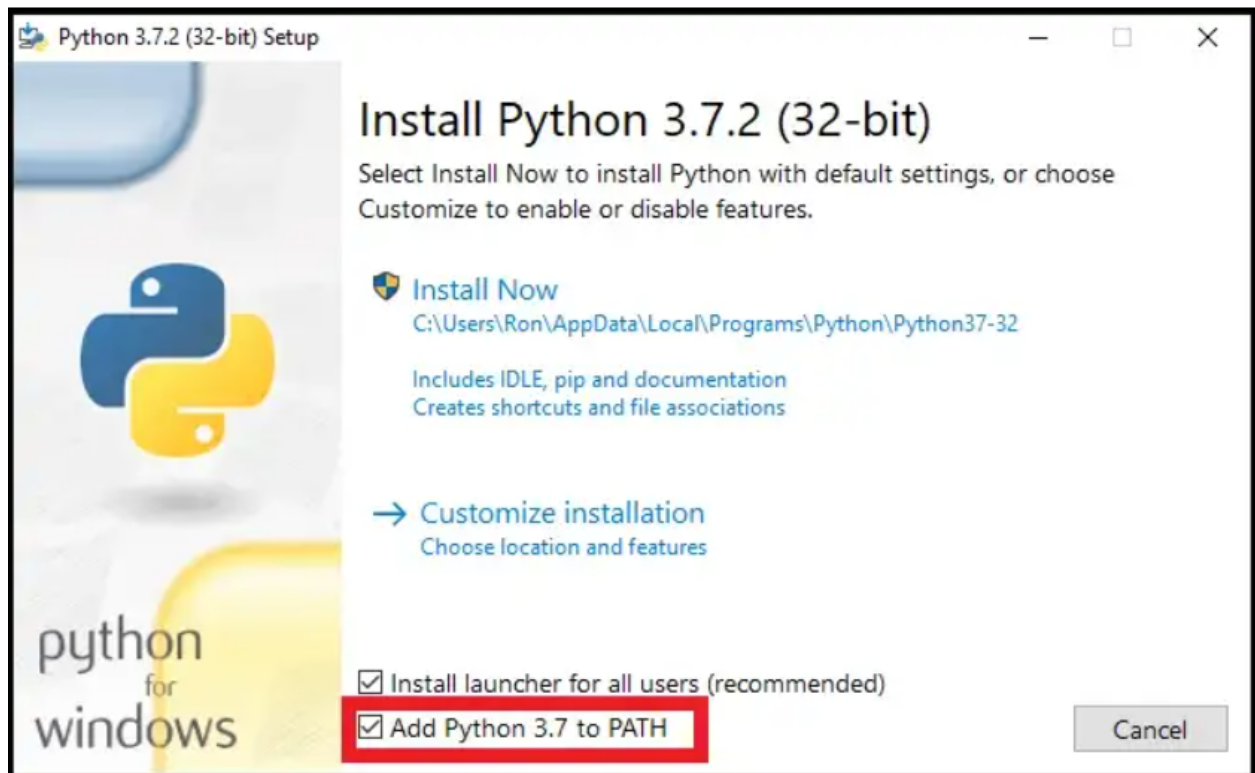 Python 3.7.2 (32-bit) Setup
Install Python 3.7.2 (32-bit)
Select Install Now to install Python with default settings, or choose
Customize to enable or disable features.
Install Now
C:\Users\Ron\AppData\Local\Programs\Python\Python37-32
Includes IDLE, pip and documentation
Creates shortcuts and file associations
Customize installation
Choose location and features
python
for
windows
Install launcher for all users (recommended)
Add Python 3.7 to PATH
Cancel